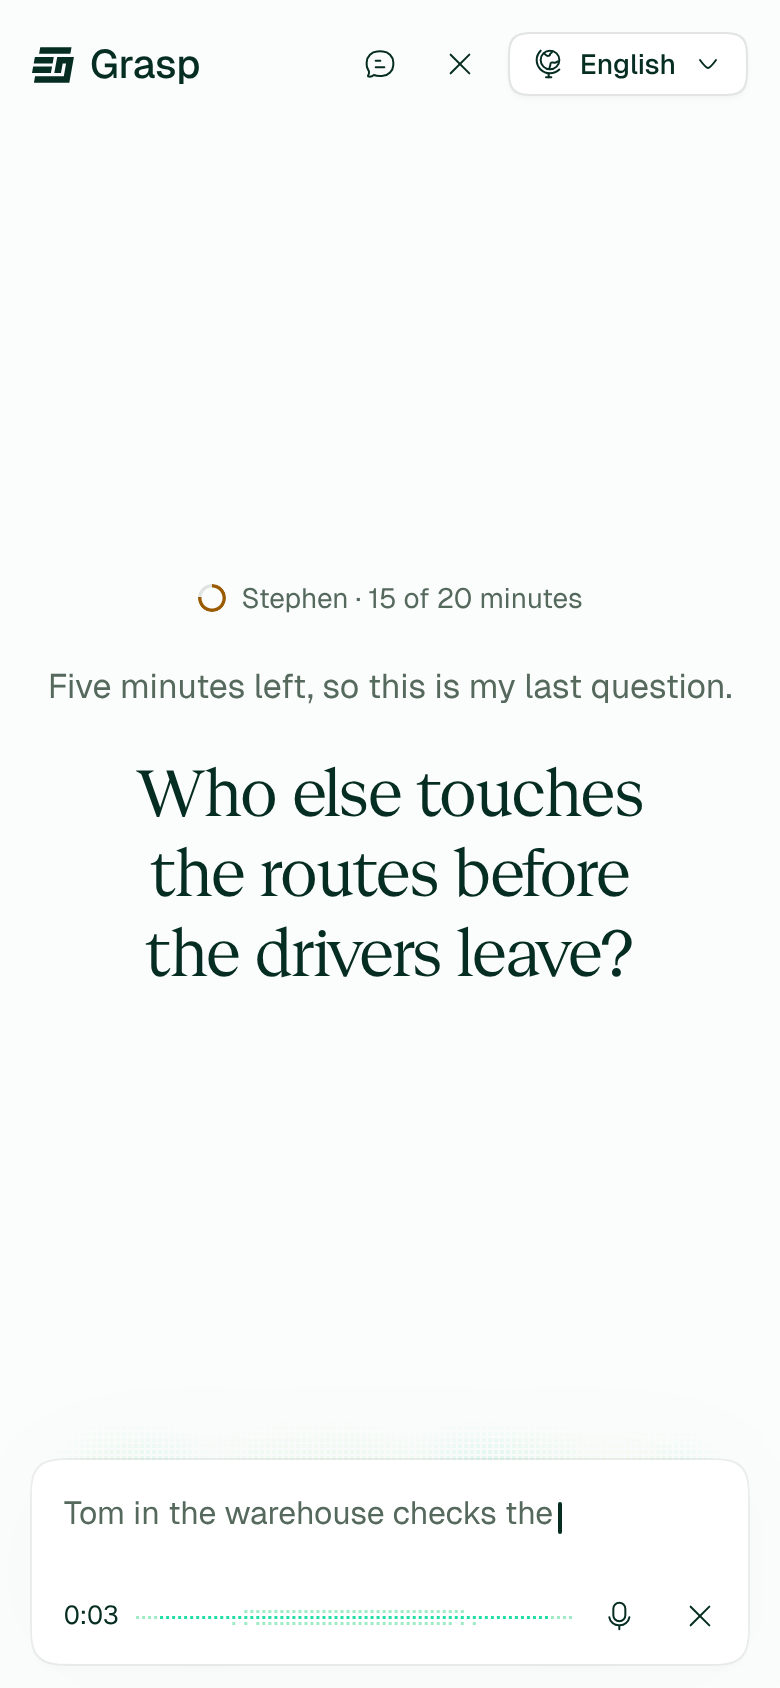 Grasp
English
Stephen · 15 of 20 minutes
Five minutes left, so this is my last question.
Who else touches
the routes before
the drivers leave?
Tom in the warehouse checks the
0:03